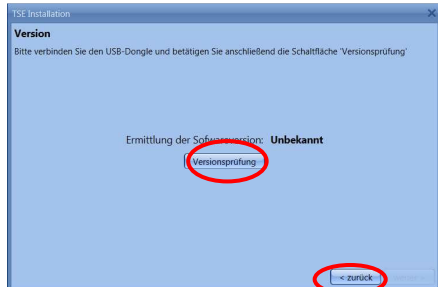 TSE Installation
Version
Bitte verbinden Sie den USB-Dongle und betätigen Sie anschließend die Schaltfläche 'Versionsprüfung'
Ermittlung der Sofwareversion: Unbekannt
Versionsprüfung
< zurück